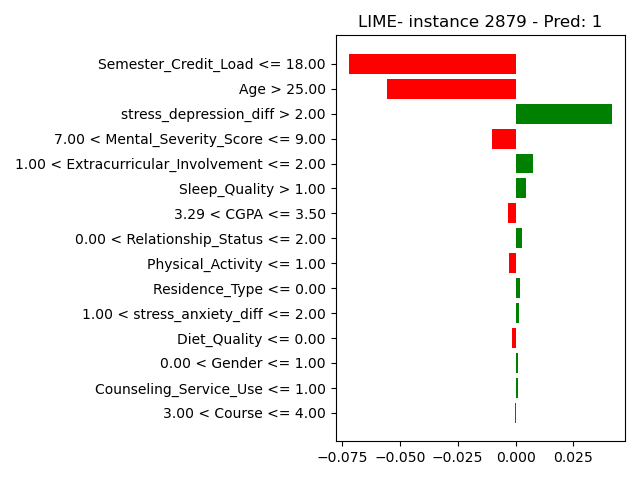 LIME- instance 2879 - Pred: 1
Semester_Credit_Load <= 18.00
Age > 25.00
stress_depression_diff > 2.00
7.00 < Mental_Severity_Score <= 9.00
1.00 < Extracurricular_Involvement <= 2.00
Sleep_Quality > 1.00
3.29 < CGPA <= 3.50
0.00 < Relationship_Status <= 2.00
Physical_Activity <= 1.00
Residence_Type <= 0.00
1.00 < stress_anxiety_diff <= 2.00
Diet_Quality <= 0.00
0.00 < Gender <= 1.00
Counseling_Service_Use <= 1.00
3.00 < Course <= 4.00
−0.075 −0.050 −0.025 0.000 0.025